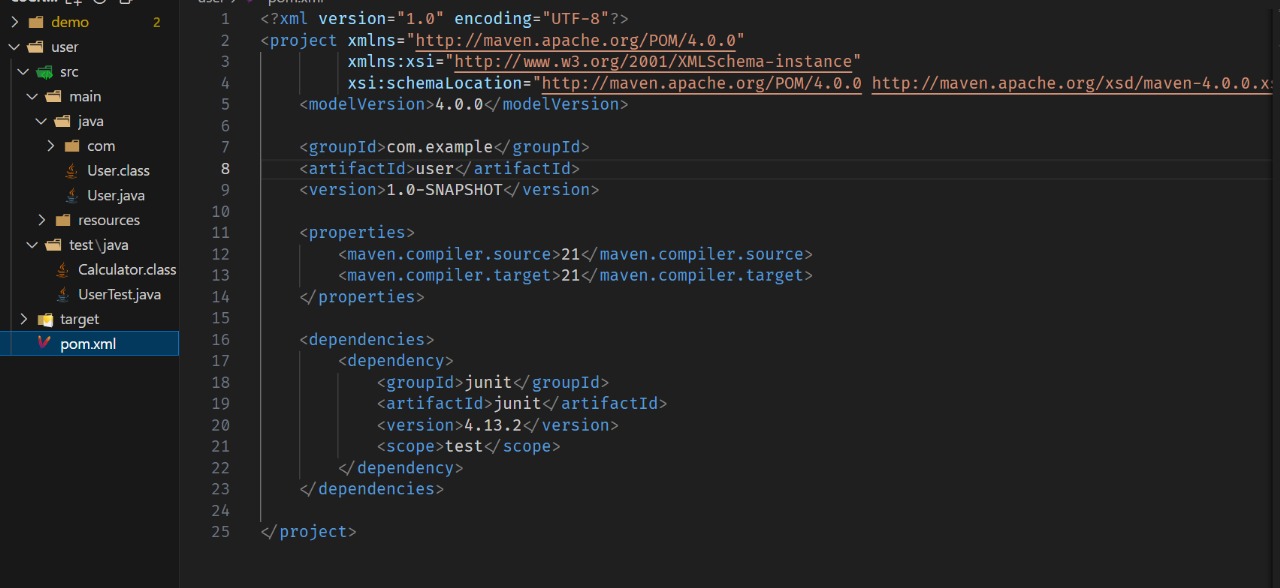 demo 2
user
src
main
java
com
User.class
User.java
resources
test\java
Calculator.class
UserTest.java
target
pom.xml
1 <?xml version="1.0" encoding="UTF-8"?>
2 <project xmlns="http://maven.apache.org/POM/4.0.0"
3 xmlns:xsi="http://www.w3.org/2001/XMLSchema-instance"
4 xsi:schemaLocation="http://maven.apache.org/POM/4.0.0 http://maven.apache.org/xsd/maven-4.0.0.xs
5 <modelVersion>4.0.0</modelVersion>
6
7 <groupId>com.example</groupId>
8 <artifactId>user</artifactId>
9 <version>1.0-SNAPSHOT</version>
10
11 <properties>
12 <maven.compiler.source>21</maven.compiler.source>
13 <maven.compiler.target>21</maven.compiler.target>
14 </properties>
15
16 <dependencies>
17 <dependency>
18 <groupId>junit</groupId>
19 <artifactId>junit</artifactId>
20 <version>4.13.2</version>
21 <scope>test</scope>
22 </dependency>
23 </dependencies>
24
25 </project>